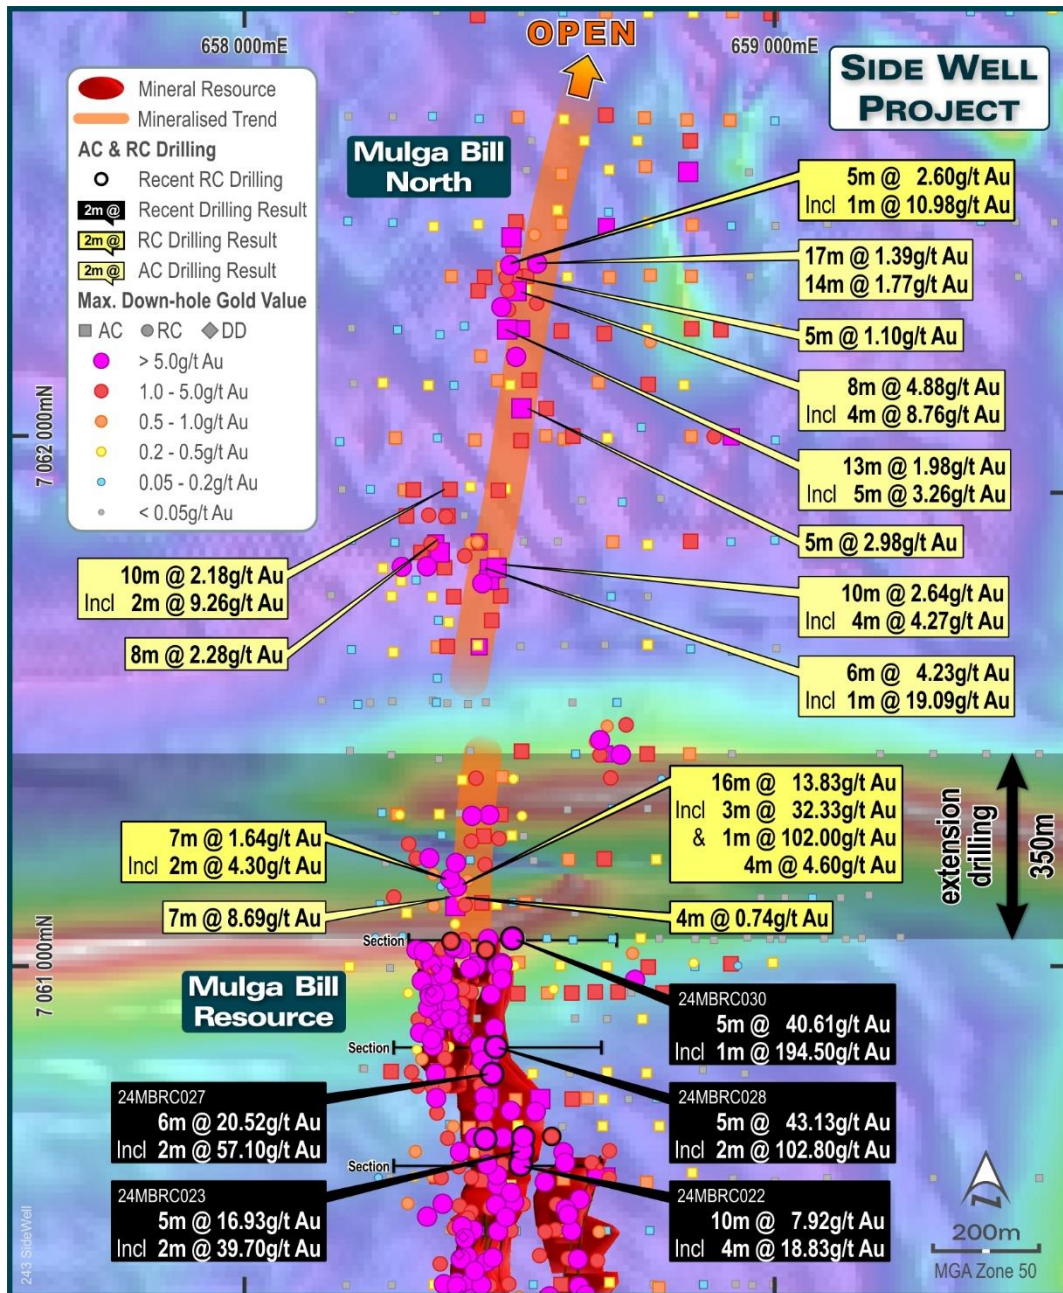 OPEN
658 000mE
659 000mE
SIDE WELL
PROJECT
Mineral Resource
Mineralised Trend
AC & RC Drilling
Recent RC Drilling
2m @ Recent Drilling Result
2m @ RC Drilling Result
2m @ AC Drilling Result
Max. Down-hole Gold Value
AC RC DD
> 5.0g/t Au
1.0 - 5.0g/t Au
0.5 - 1.0g/t Au
0.2 - 0.5g/t Au
0.05 - 0.2g/t Au
< 0.05g/t Au
Mulga Bill
North
5m @ 2.60g/t Au
Incl 1m @ 10.98g/t Au
17m @ 1.39g/t Au
14m @ 1.77g/t Au
5m @ 1.10g/t Au
8m @ 4.88g/t Au
Incl 4m @ 8.76g/t Au
7 062 000mN
13m @ 1.98g/t Au
Incl 5m @ 3.26g/t Au
5m @ 2.98g/t Au
10m @ 2.18g/t Au
Incl 2m @ 9.26g/t Au
10m @ 2.64g/t Au
Incl 4m @ 4.27g/t Au
8m @ 2.28g/t Au
6m @ 4.23g/t Au
Incl 1m @ 19.09g/t Au
16m @ 13.83g/t Au
Incl 3m @ 32.33g/t Au
& 1m @ 102.00g/t Au
4m @ 4.60g/t Au
7m @ 1.64g/t Au
Incl 2m @ 4.30g/t Au
extension
drilling
350m
7m @ 8.69g/t Au
4m @ 0.74g/t Au
Section
7 061 000mN
Mulga Bill
Resource
24MBRC030
5m @ 40.61g/t Au
Incl 1m @ 194.50g/t Au
Section
24MBRC027
6m @ 20.52g/t Au
Incl 2m @ 57.10g/t Au
24MBRC028
5m @ 43.13g/t Au
Incl 2m @ 102.80g/t Au
Section
24MBRC023
5m @ 16.93g/t Au
Incl 2m @ 39.70g/t Au
24MBRC022
10m @ 7.92g/t Au
Incl 4m @ 18.83g/t Au
N
200m
MGA Zone 50
243 SideWell